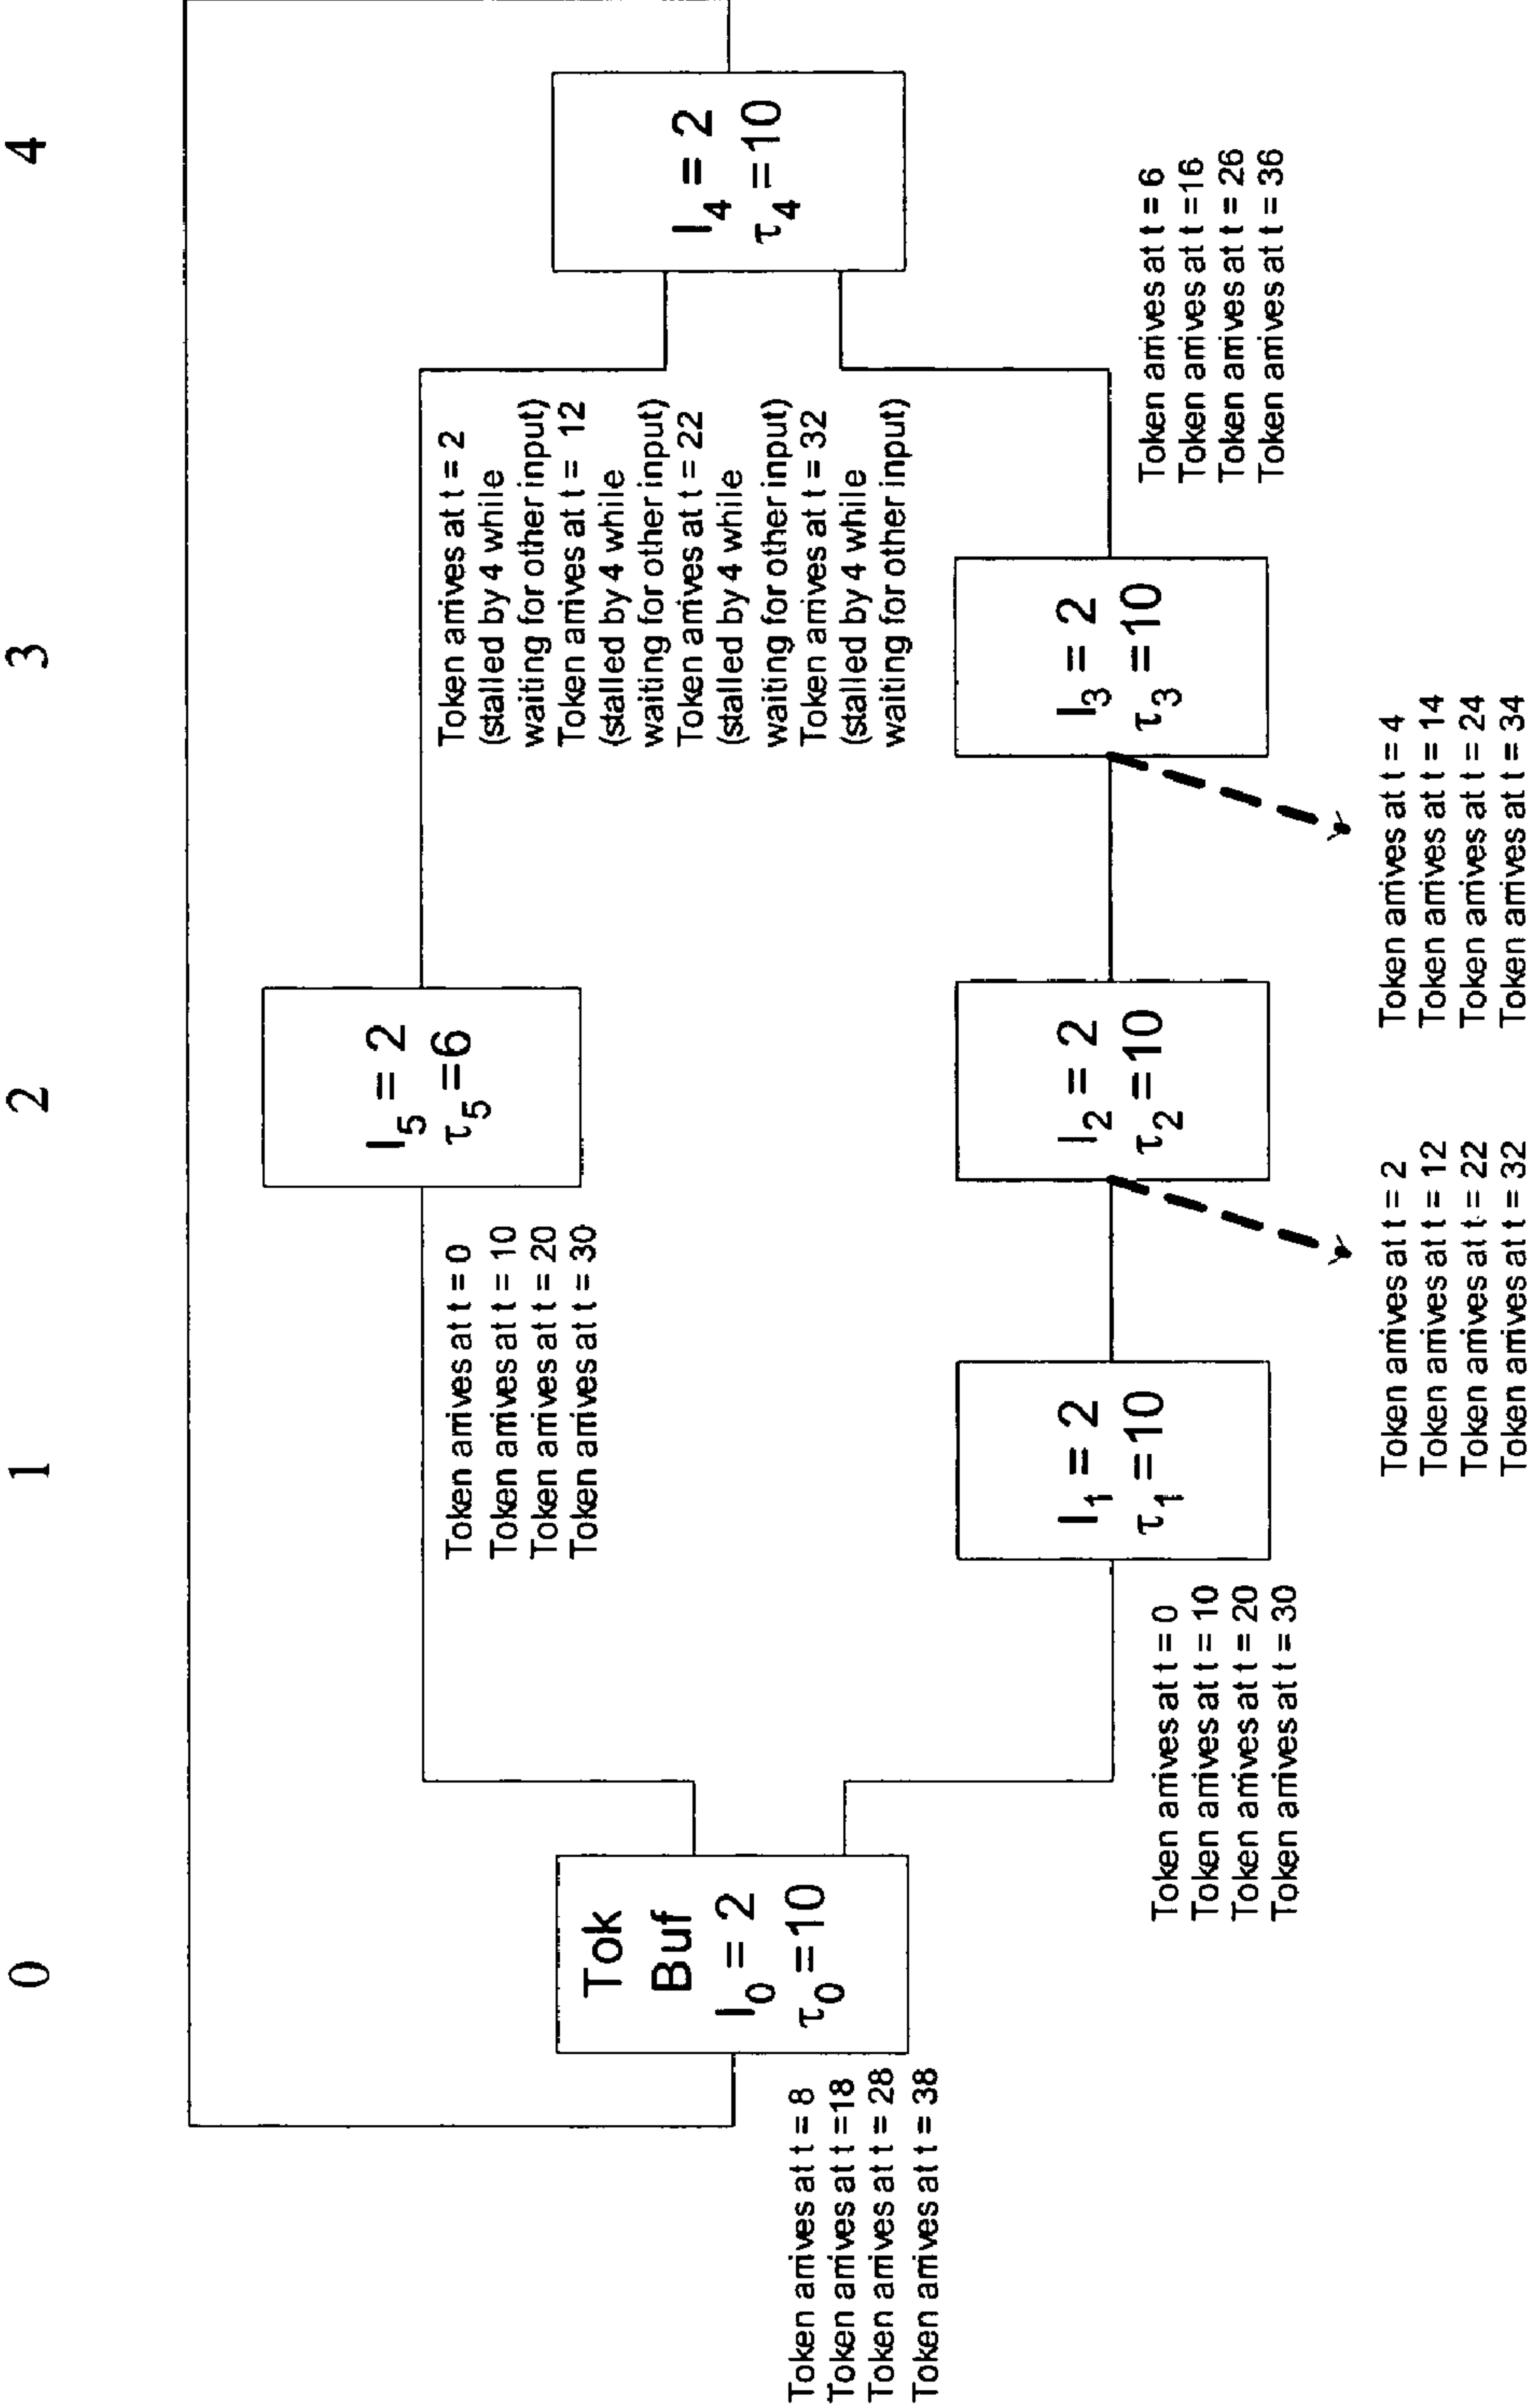 0
1
2
3
4
Tok
Buf
I0 = 2
τ0 =10
Token arrives at t = 8
Token arrives at t =18
Token arrives at t = 28
Token arrives at t = 38
Token arrives at t = 0
Token arrives at t = 10
Token arrives at t = 20
Token arrives at t = 30
I5 = 2
τ5 =6
Token arrives at t = 2
(stalled by 4 while
waiting for other input)
Token arrives at t = 12
(stalled by 4 while
waiting for other input)
Token arrives at t = 22
(stalled by 4 while
waiting for other input)
Token arrives at t = 32
(stalled by 4 while
waiting for other input)
I4 = 2
τ4 =10
Token arrives at t = 0
Token arrives at t = 10
Token arrives at t = 20
Token arrives at t = 30
I1 = 2
τ1 =10
Token arrives at t = 2
Token arrives at t = 12
Token arrives at t = 22
Token arrives at t = 32
I2 = 2
τ2 =10
Token arrives at t = 4
Token arrives at t = 14
Token arrives at t = 24
Token arrives at t = 34
I3 = 2
τ3 =10
Token arrives at t = 6
Token arrives at t =16
Token arrives at t = 26
Token arrives at t = 36